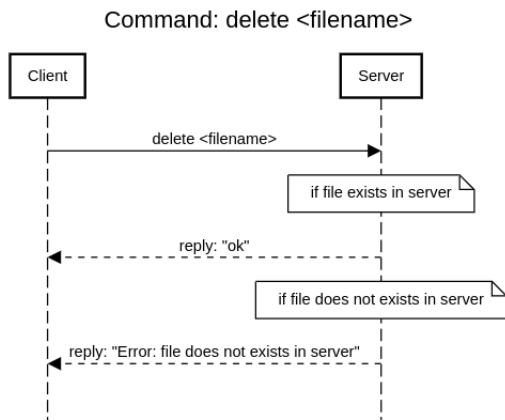 Command: delete <filename>
Client
Server
delete <filename>
if file exists in server
reply: "ok"
if file does not exists in server
reply: "Error: file does not exists in server"